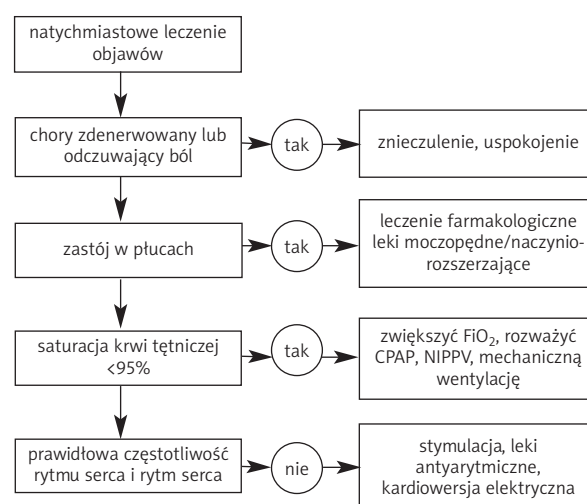 natychmiastowe leczenie
objawów
chory zdenerwowany lub
odczuwający ból
tak
znieczulenie, uspokojenie
zastój w płucach
tak
leczenie farmakologiczne
leki moczopędne/naczynio-
rozszerzające
saturacja krwi tętniczej
<95%
tak
zwiększyć FiO₂, rozważyć
CPAP, NIPPV, mechaniczną
wentylację
prawidłowa częstotliwość
rytmu serca i rytm serca
nie
stymulacja, leki
antyarytmiczne,
kardiowersja elektryczna